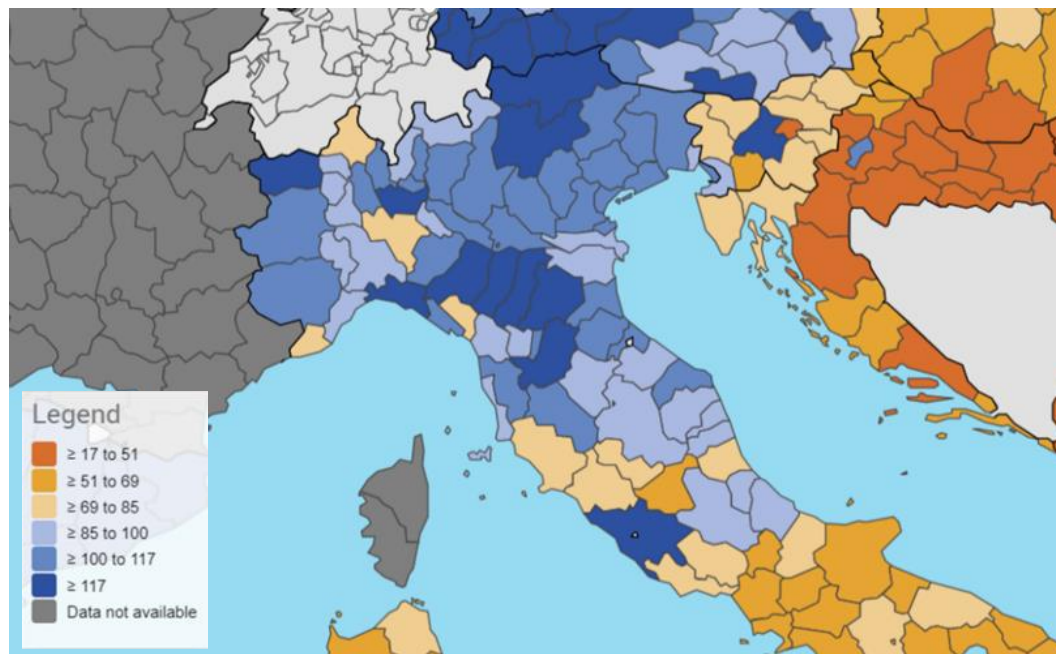 Legend
≥ 17 to 51
≥ 51 to 69
≥ 69 to 85
≥ 85 to 100
≥ 100 to 117
≥ 117
Data not available